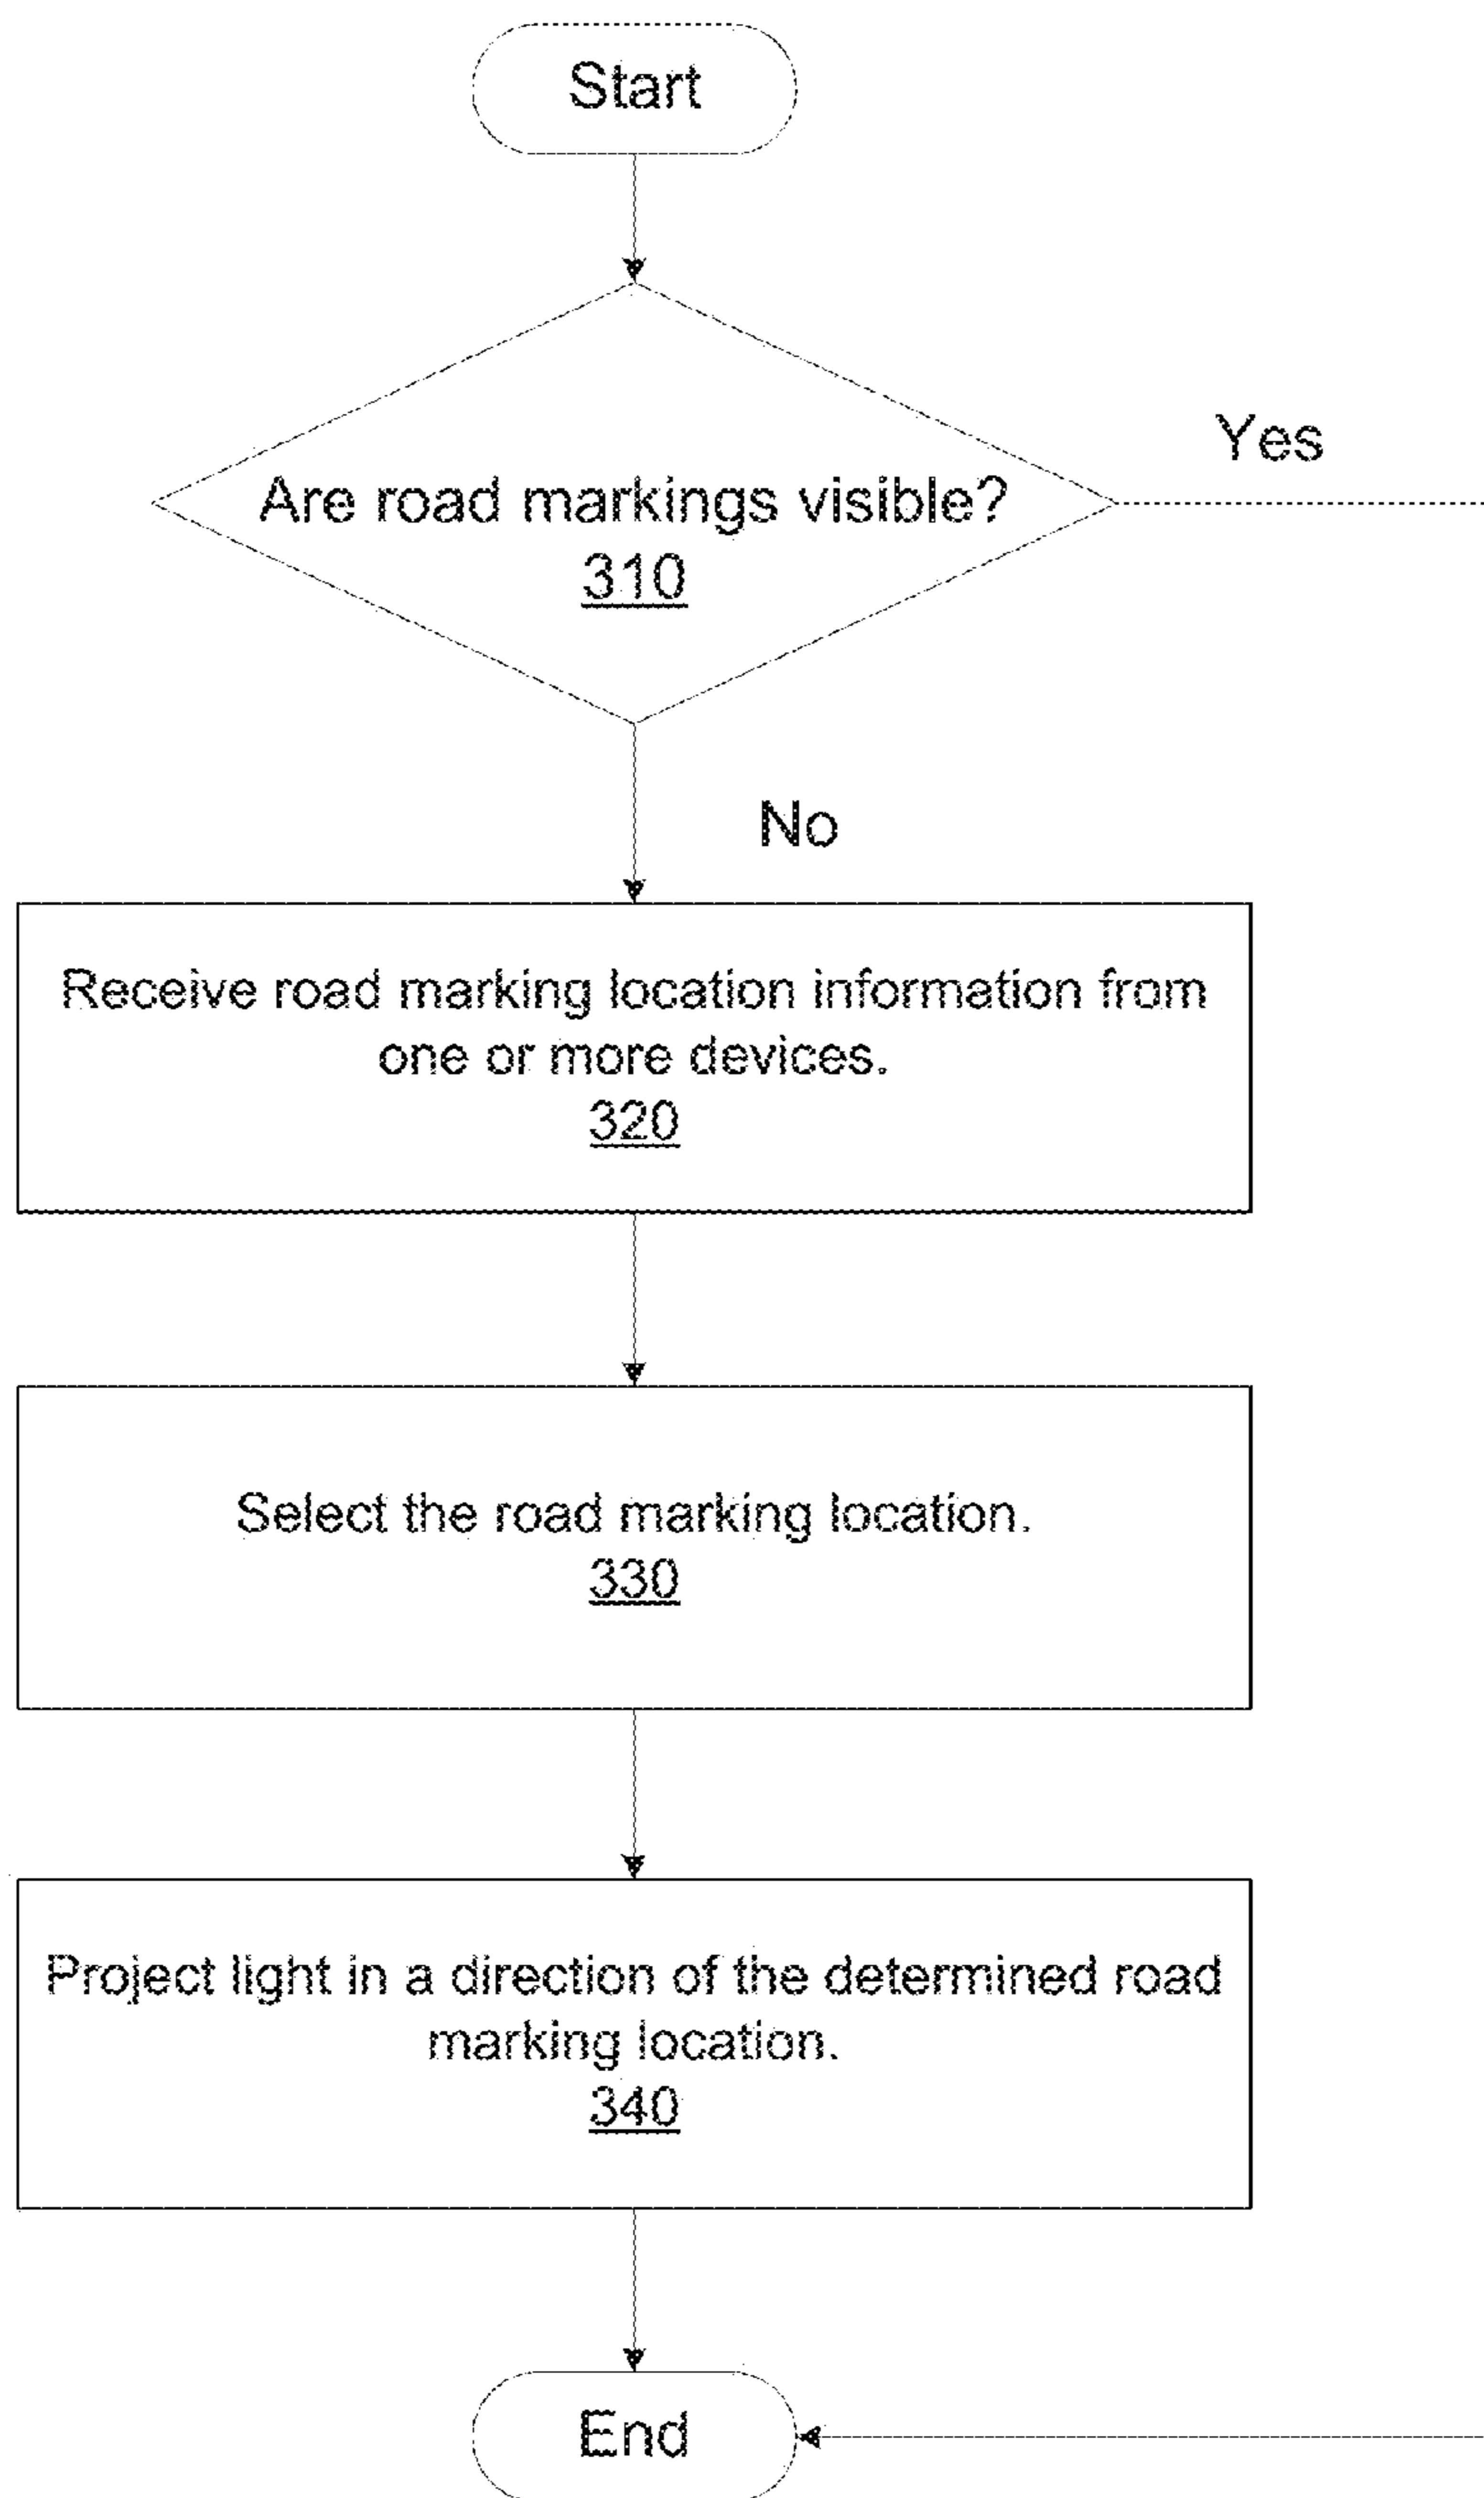 Start
Are road markings visible?
310
Yes
No
Receive road marking location information from
one or more devices.
320
Select the road marking location.
330
Project light in a direction of the determined road
marking location.
340
End